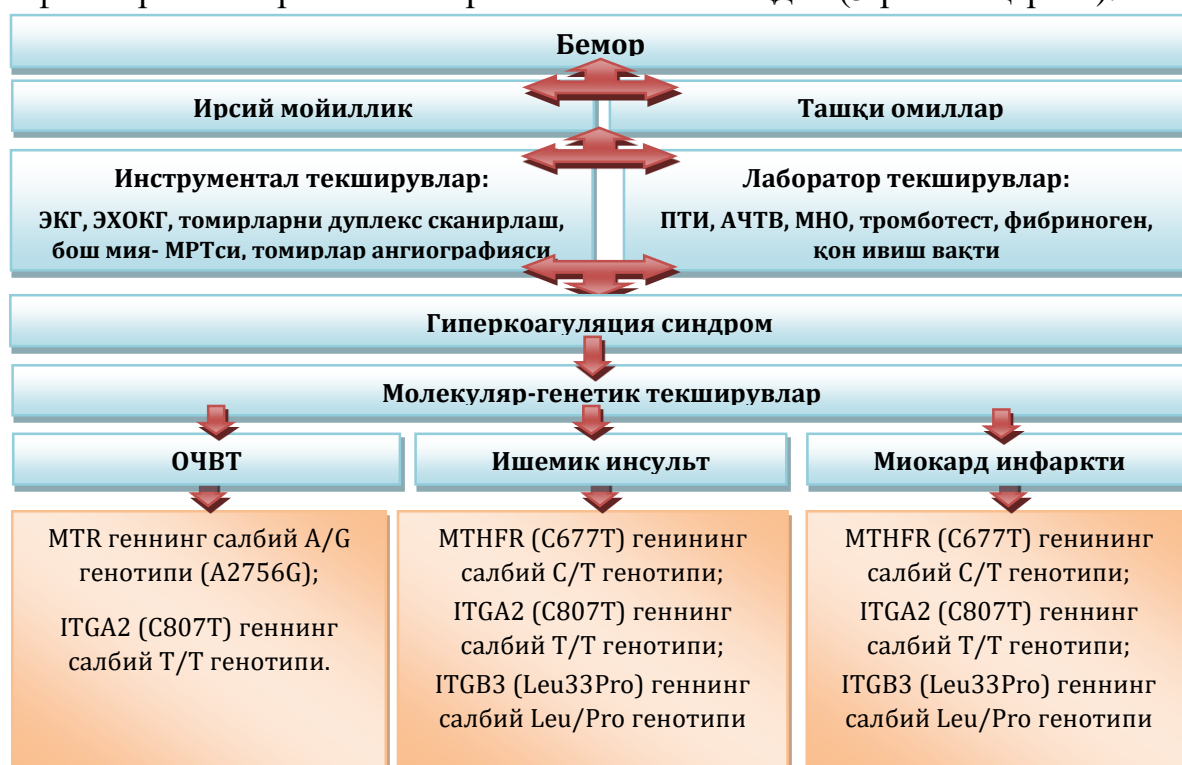 Бемор
Ирсий мойиллик
Ташқи омиллар
Инструментал текширувлар:
ЭКГ, ЭХОКГ, томирларни дуплекс сканирлаш,
бош мия- МРТси, томирлар ангиографияси
Лаборатор текширувлар:
ПТИ, АЧТВ, МНО, тромботест, фибриноген,
қон ивиш вақти
Гиперкоагуляция синдром
Молекуляр-генетик текширувлар
ОЧВТ
Ишемик инсульт
Миокард инфаркти
MTR геннинг салбий A/G
генотипи (A2756G);
ITGA2 (C807T) геннинг
салбий T/T генотипи.
MTHFR (C677T) генининг
салбий C/T генотипи;
ITGA2 (C807T) геннинг
салбий T/T генотипи;
ITGB3 (Leu33Pro) геннинг
салбий Leu/Pro генотипи
MTHFR (C677T) генининг
салбий C/T генотипи;
ITGA2 (C807T) геннинг
салбий T/T генотипи;
ITGB3 (Leu33Pro) геннинг
салбий Leu/Pro генотипи